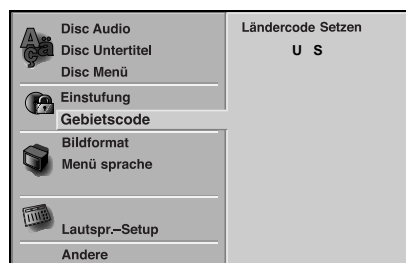 Disc Audio
Disc Untertitel
Disc Menü
Einstufung
Gebietscode
Bildformat
Menü sprache
Lautspr.–Setup
Andere
Ländercode Setzen
U S